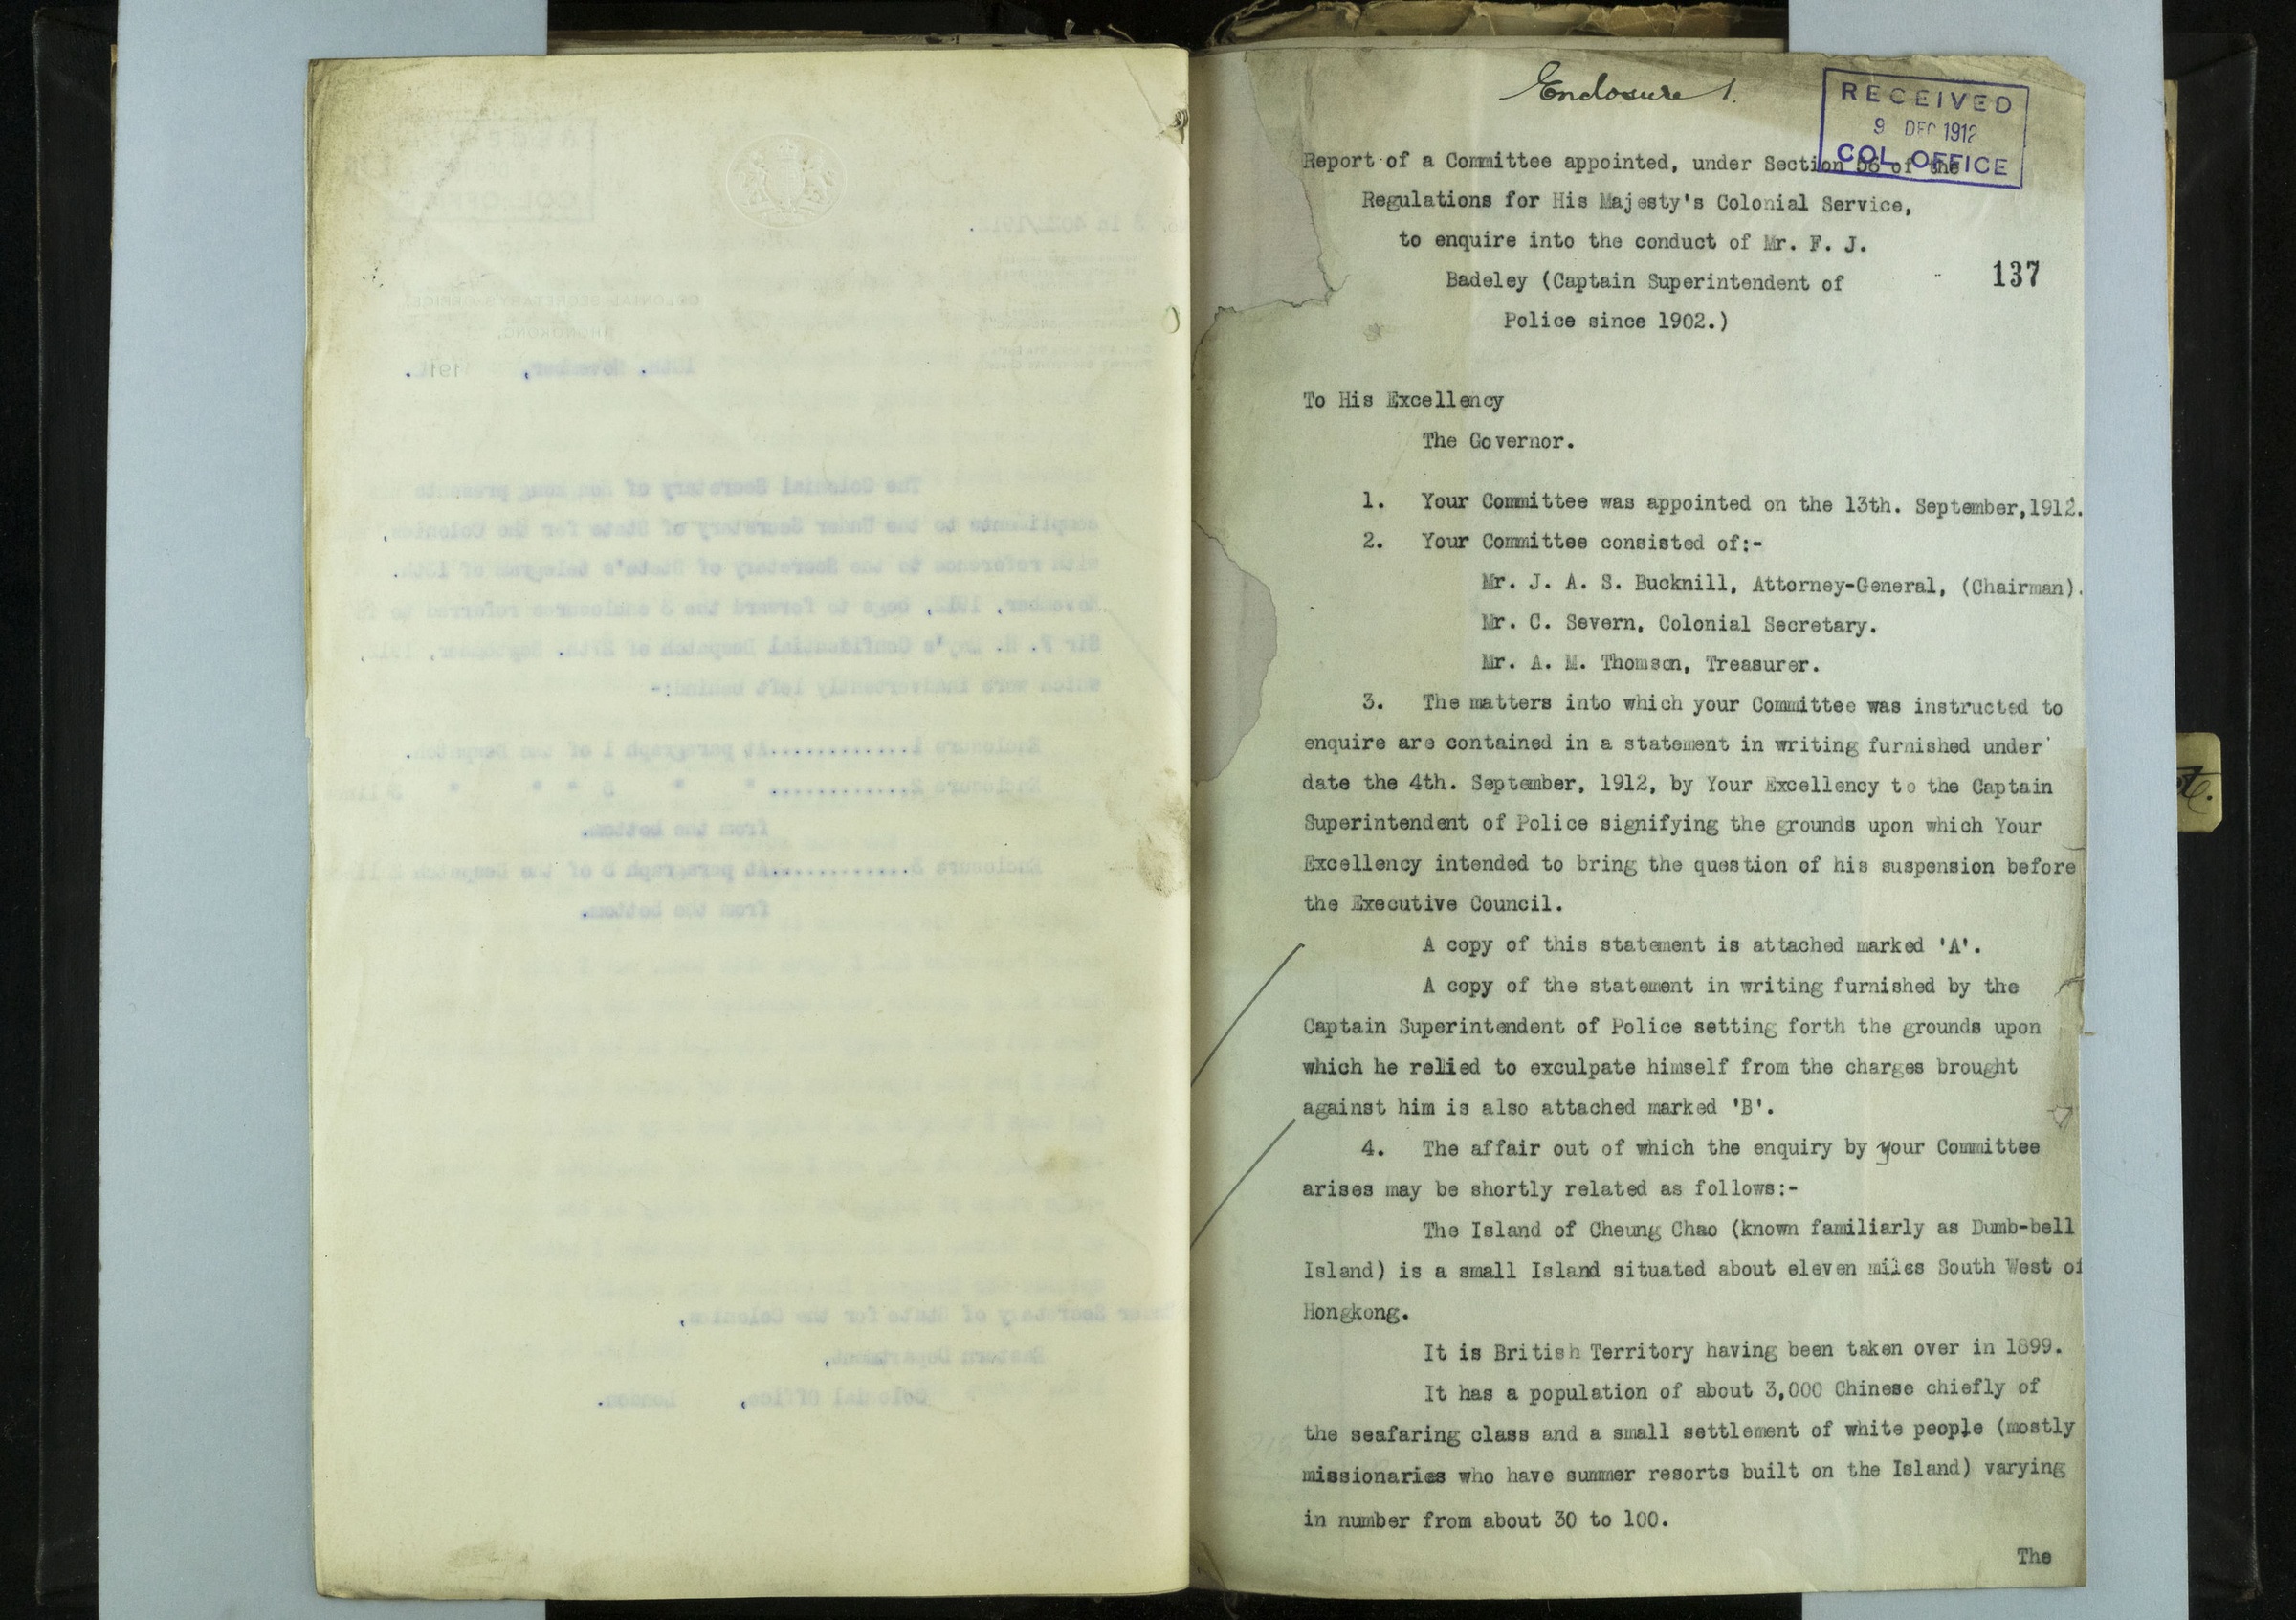 Enclosure 1.
RECEIVED
9 DEC 1912
COL. OFFICE
Report of a Committee appointed, under Section 56 of the
Regulations for His Majesty's Colonial Service,
to enquire into the conduct of Mr. F. J.
Badeley (Captain Superintendent of
137
Police since 1902.)
To His Excellency
The Governor.
1. Your Committee was appointed on the 13th. September,1912.
2. Your Committee consisted of:-
Mr. J. A. S. Bucknill, Attorney-General, (Chairman).
Mr. C. Severn, Colonial Secretary.
Mr. A. M. Thomson, Treasurer.
3. The matters into which your Committee was instructed to
enquire are contained in a statement in writing furnished under
date the 4th. September, 1912, by Your Excellency to the Captain
Superintendent of Police signifying the grounds upon which Your
Excellency intended to bring the question of his suspension before
the Executive Council.
A copy of this statement is attached marked 'A'.
A copy of the statement in writing furnished by the
Captain Superintendent of Police setting forth the grounds upon
which he relied to exculpate himself from the charges brought
against him is also attached marked 'B'.
4. The affair out of which the enquiry by your Committee
arises may be shortly related as follows:-
The Island of Cheung Chao (known familiarly as Dumb-bell
Island) is a small Island situated about eleven miles South West of
Hongkong.
It is British Territory having been taken over in 1899.
It has a population of about 3,000 Chinese chiefly of
the seafaring class and a small settlement of white people (mostly
missionaries who have summer resorts built on the Island) varying
in number from about 30 to 100.
The